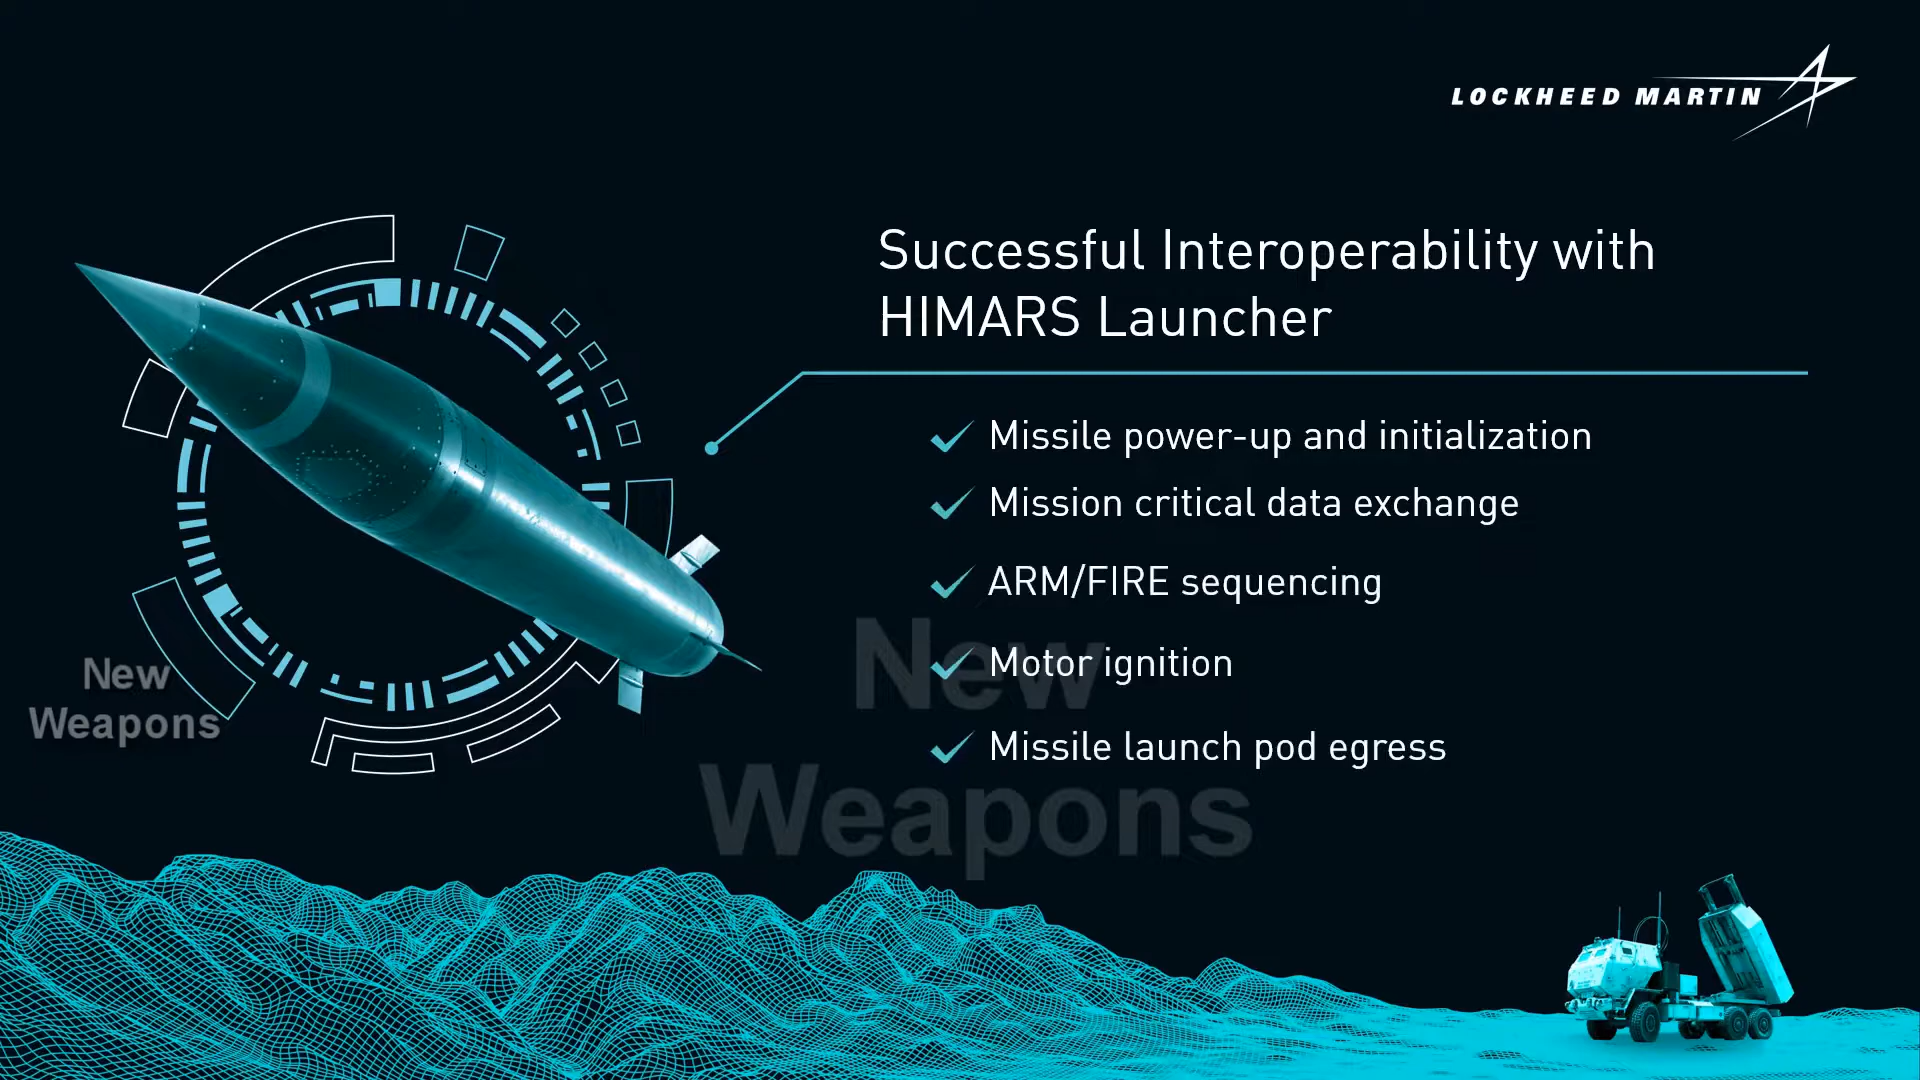 LOCKHEED MARTIN
Successful Interoperability with
HIMARS Launcher
Missile power-up and initialization
Mission critical data exchange
ARM/FIRE sequencing
Motor ignition
Missile launch pod egress
New
Weapons
New
Weapons